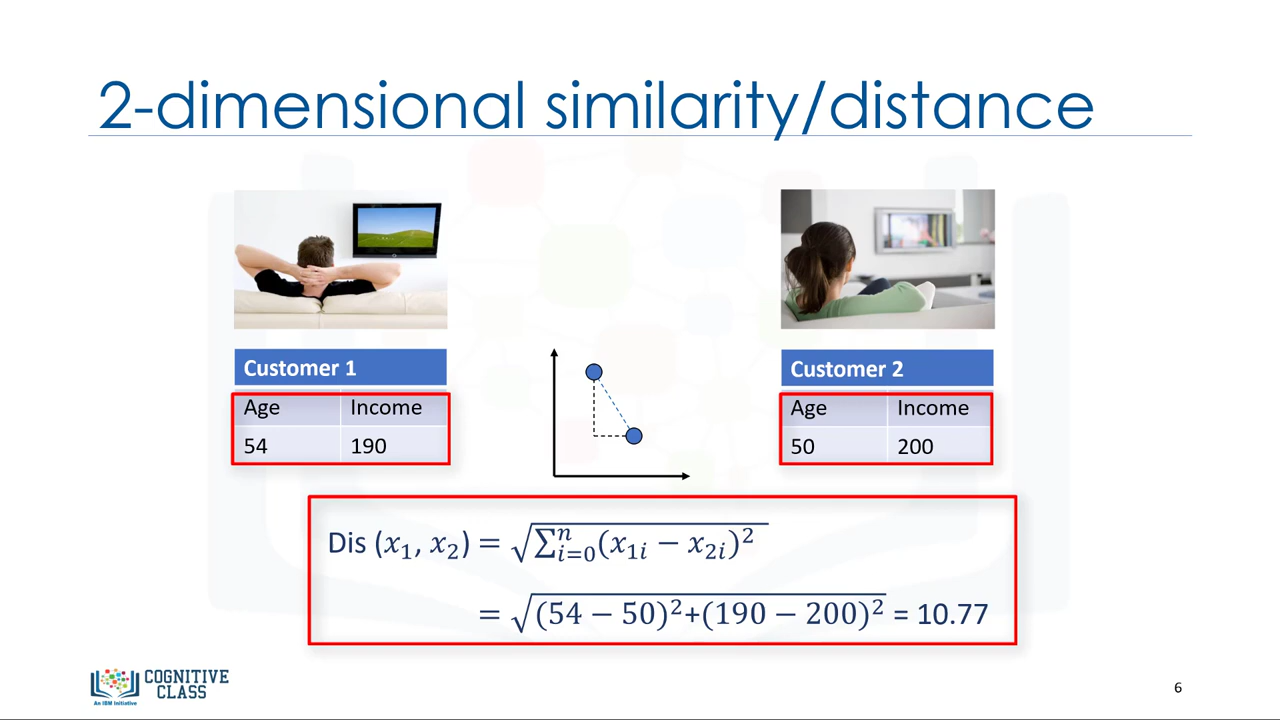 2-dimensional similarity/distance
Customer 1
Age Income
54 190
Customer 2
Age Income
50 200
Dis (x₁, x₂) = √∑ⁿᵢ₌₀(x₁ᵢ − x₂ᵢ)²
= √(54 − 50)²+(190 − 200)² = 10.77
COGNITIVE
CLASS
An IBM Initiative
6